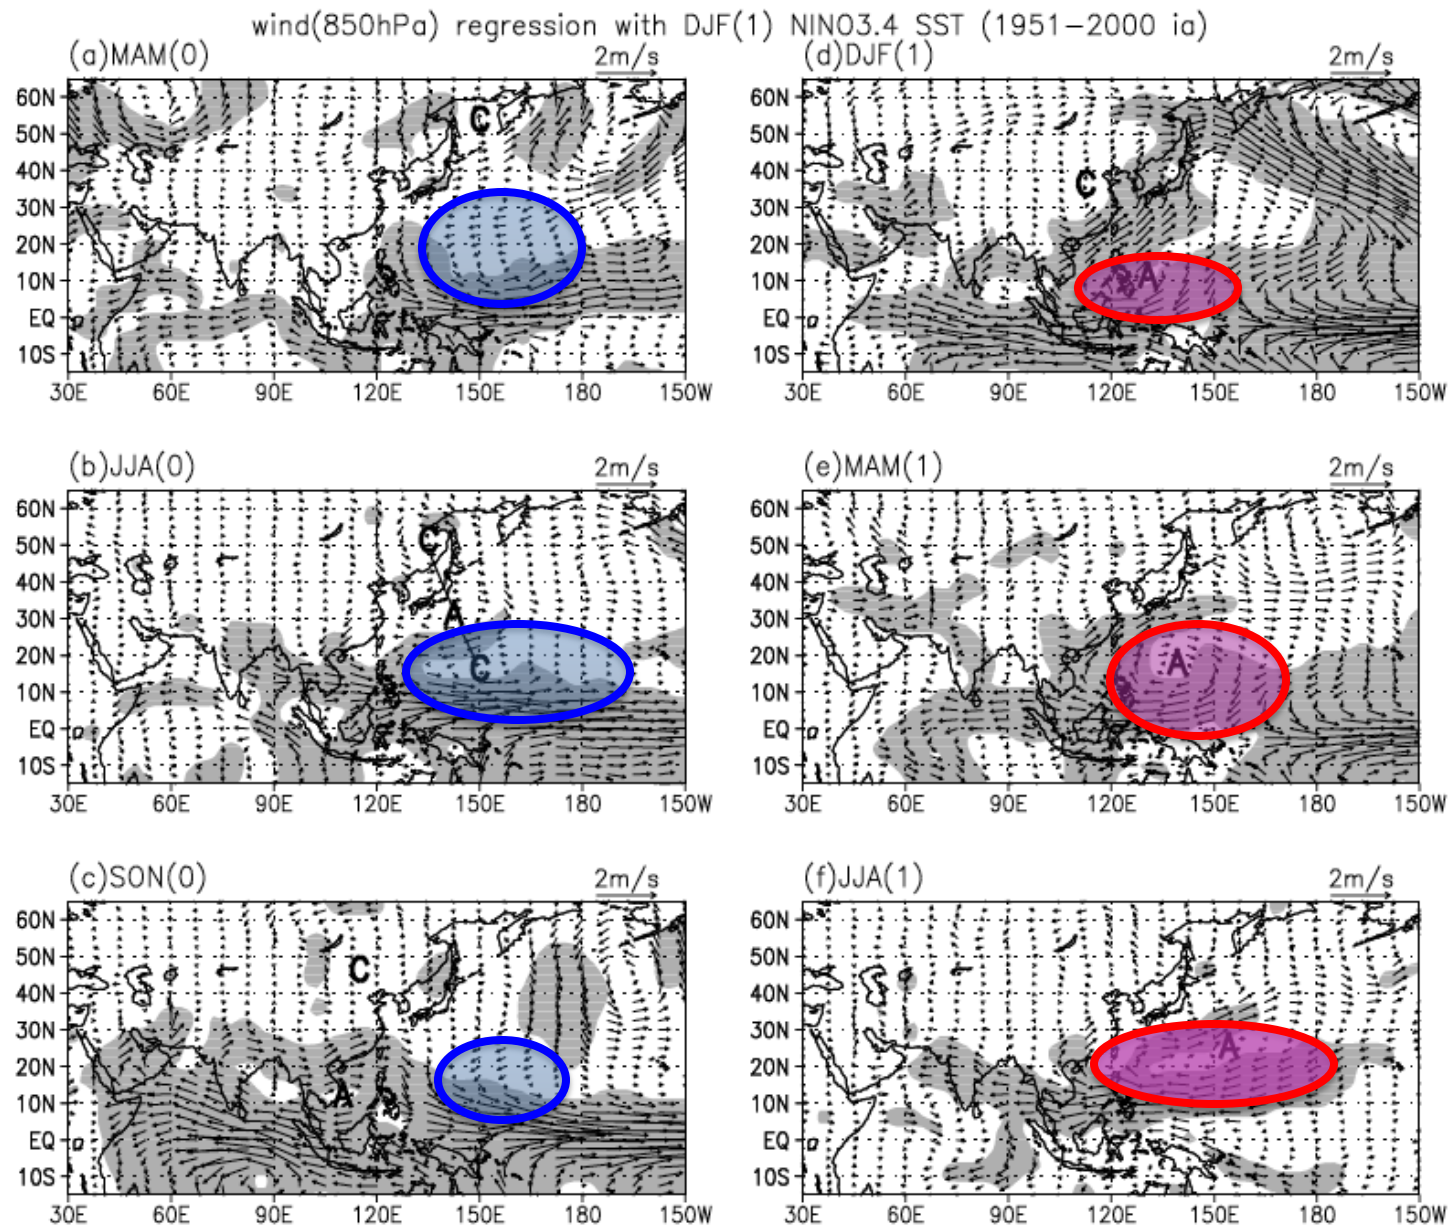 wind(850hPa) regression with DJF(1) NINO3.4 SST (1951−2000 ia)
(a)MAM(0) 2m/s
60N
50N
40N
30N
20N
10N
EQ
10S
30E 60E 90E 120E 150E 180 150W
C
(d)DJF(1) 2m/s
60N
50N
40N
30N
20N
10N
EQ
10S
30E 60E 90E 120E 150E 180 150W
C
A
(b)JJA(0) 2m/s
60N
50N
40N
30N
20N
10N
EQ
10S
30E 60E 90E 120E 150E 180 150W
C
A
C
(e)MAM(1) 2m/s
60N
50N
40N
30N
20N
10N
EQ
10S
30E 60E 90E 120E 150E 180 150W
A
(c)SON(0) 2m/s
60N
50N
40N
30N
20N
10N
EQ
10S
30E 60E 90E 120E 150E 180 150W
C
A
(f)JJA(1) 2m/s
60N
50N
40N
30N
20N
10N
EQ
10S
30E 60E 90E 120E 150E 180 150W
A